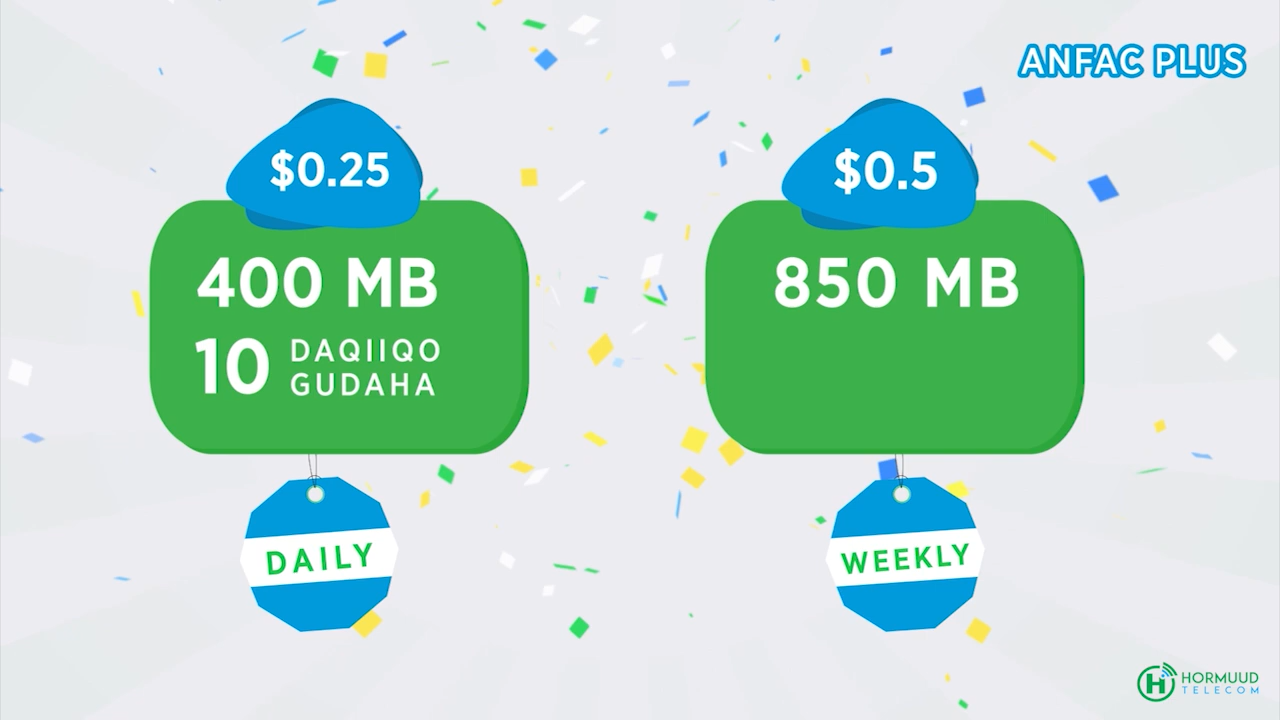 ANFAC PLUS
$0.25
400 MB
10 DAQIIQO
GUDAHA
DAILY
$0.5
850 MB
WEEKLY
HORMUUD
TELECOM